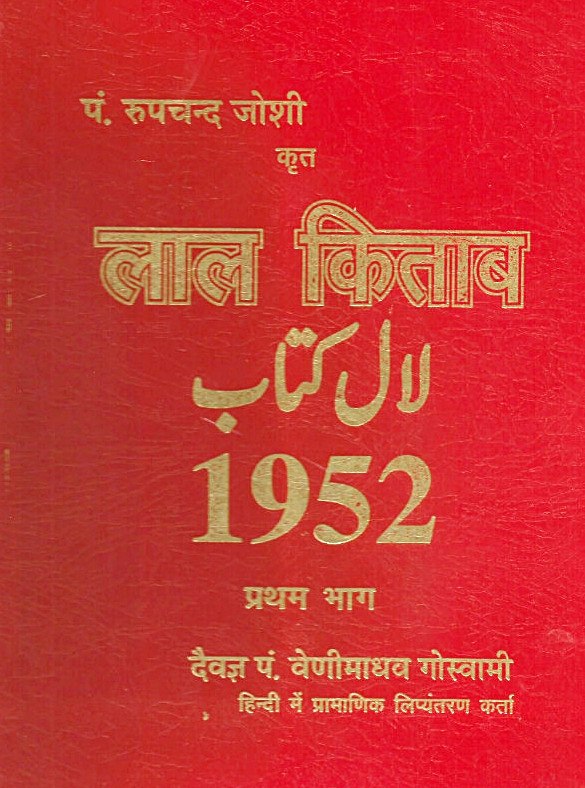 पं. रुपचन्द जोशी
कृत
लाल किताब
لال کتاب
1952
प्रथम भाग
दैवज्ञ पं. वेणीमाधव गोस्वामी
हिन्दी में प्रामाणिक लिप्यंतरण कर्ता